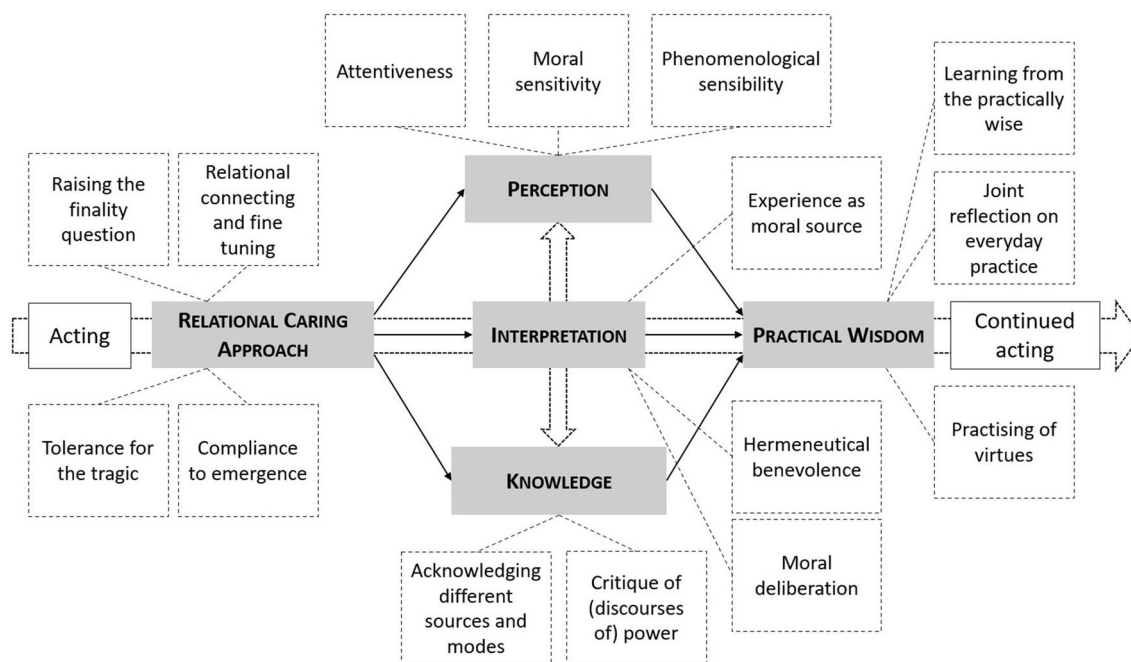 Attentiveness
Moral
sensitivity
Phenomenological
sensibility
Learning from
the practically
wise
Raising the
finality
question
Relational
connecting
and fine
tuning
PERCEPTION
Experience as
moral source
Joint
reflection on
everyday
practice
Acting
RELATIONAL CARING
APPROACH
INTERPRETATION
PRACTICAL WISDOM
Continued
acting
Tolerance for
the tragic
Compliance
to emergence
KNOWLEDGE
Hermeneutical
benevolence
Practising of
virtues
Acknowledging
different
sources and
modes
Critique of
(discourses
of) power
Moral
deliberation